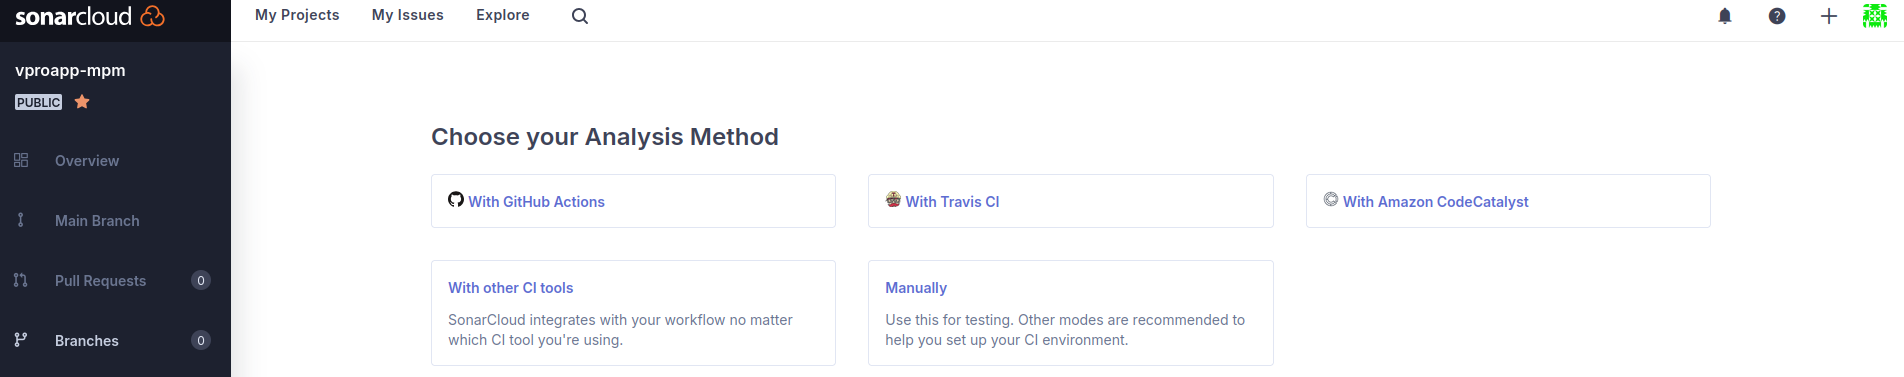 sonarcloud
My Projects
My Issues
Explore
?
vproapp-mpm
PUBLIC
Overview
Main Branch
Pull Requests 0
Branches 0
Choose your Analysis Method
With GitHub Actions
With Travis CI
With Amazon CodeCatalyst
With other CI tools
SonarCloud integrates with your workflow no matter
which CI tool you're using.
Manually
Use this for testing. Other modes are recommended to
help you set up your CI environment.